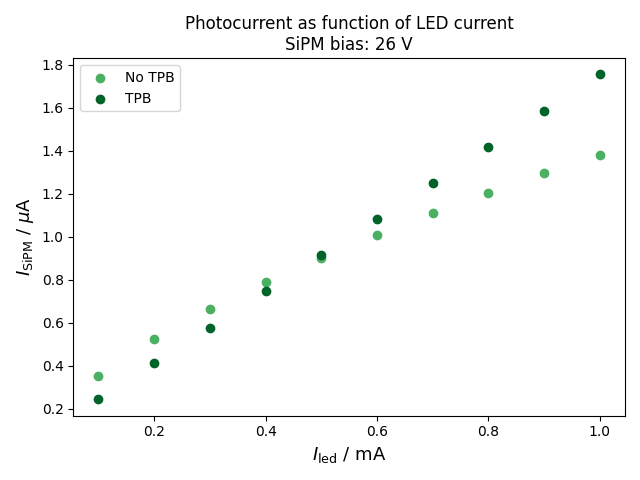 Photocurrent as function of LED current
SiPM bias: 26 V
No TPB
TPB
1.8
1.6
1.4
1.2
1.0
0.8
0.6
0.4
0.2
I_SiPM / μA
0.2 0.4 0.6 0.8 1.0
I_led / mA